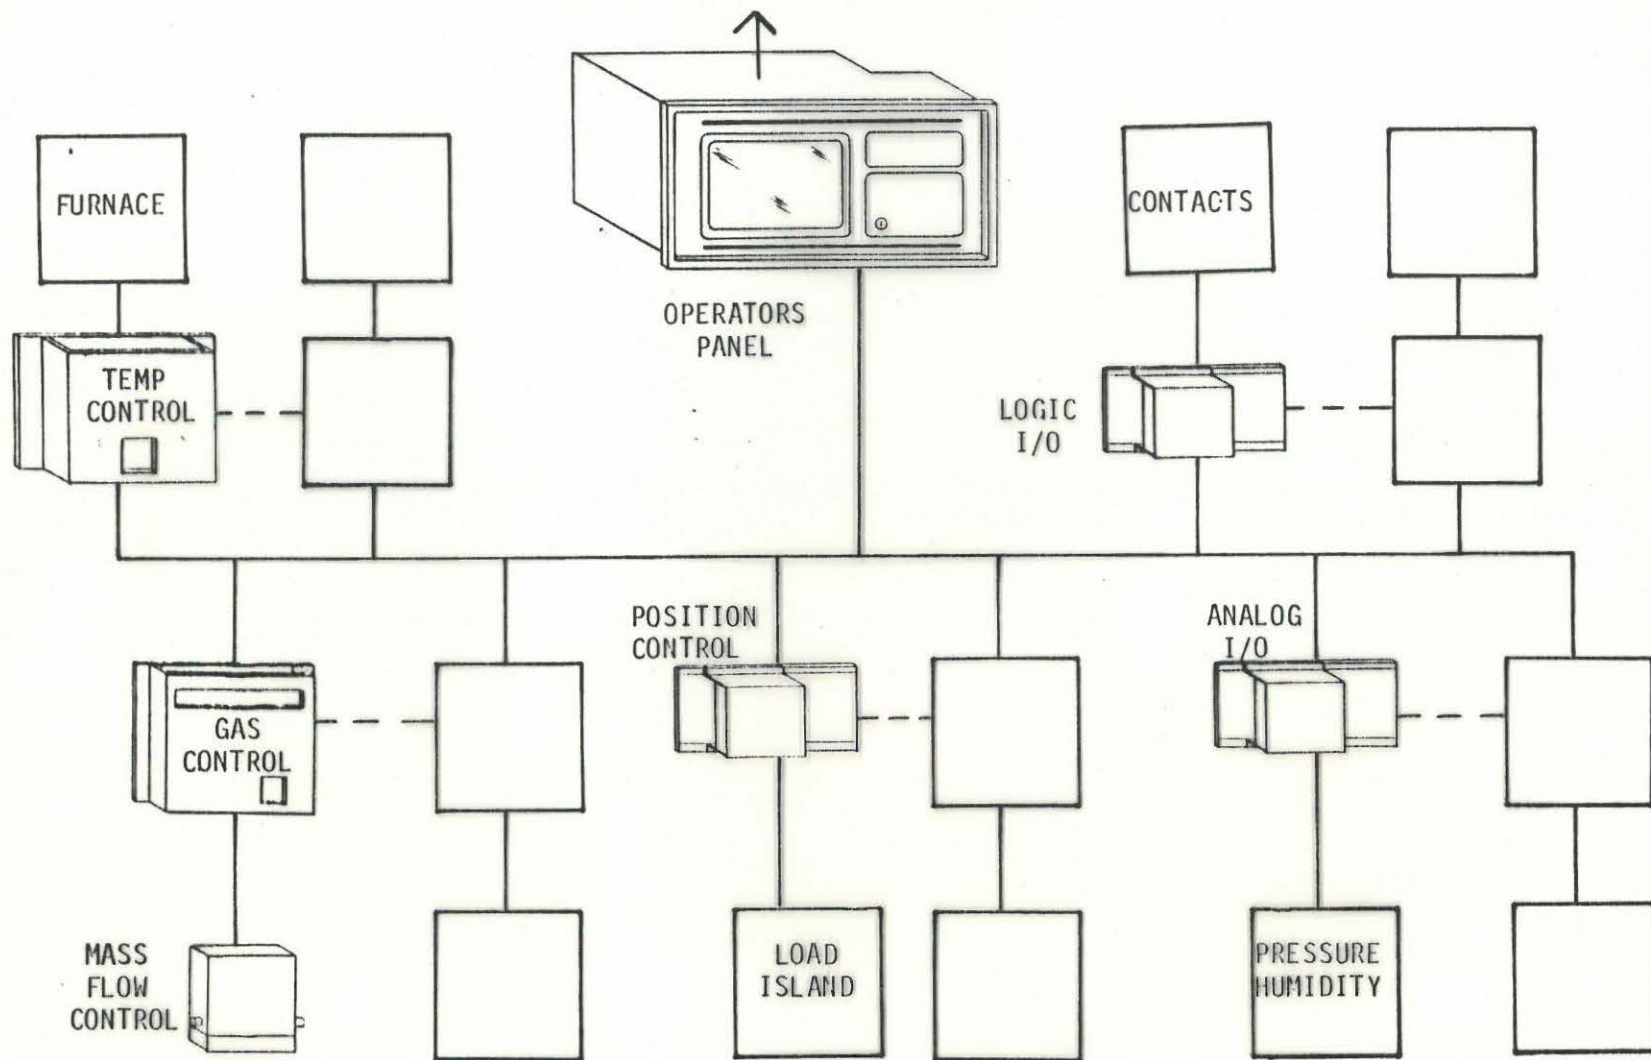 FURNACE
CONTACTS
OPERATORS
PANEL
TEMP
CONTROL
LOGIC
I/O
POSITION
CONTROL
ANALOG
I/O
GAS
CONTROL
MASS
FLOW
CONTROL
LOAD
ISLAND
PRESSURE
HUMIDITY